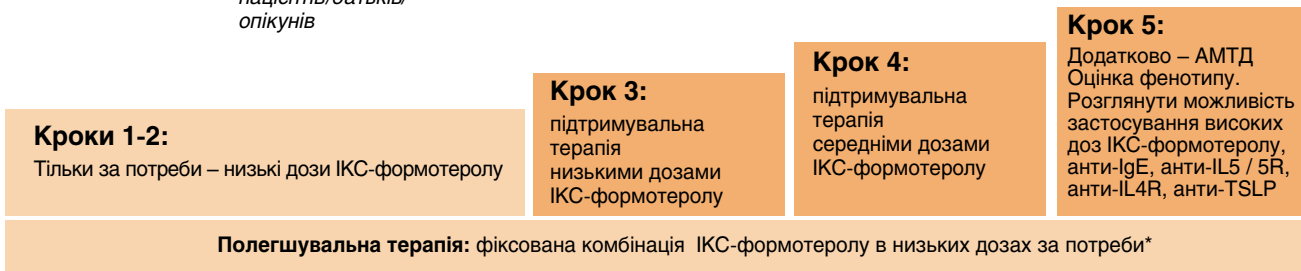 пацієнтів/батьків/
опікунів
Кроки 1-2:
Тільки за потреби – низькі дози ІКС-формотеролу
Крок 3:
підтримувальна
терапія
низькими дозами
ІКС-формотеролу
Крок 4:
підтримувальна
терапія
середніми дозами
ІКС-формотеролу
Крок 5:
Додатково – АМТД
Оцінка фенотипу.
Розглянути можливість
застосування високих
доз ІКС-формотеролу,
анти-IgE, анти-IL5 / 5R,
анти-IL4R, анти-TSLP
Полегшувальна терапія: фіксована комбінація ІКС-формотеролу в низьких дозах за потреби*